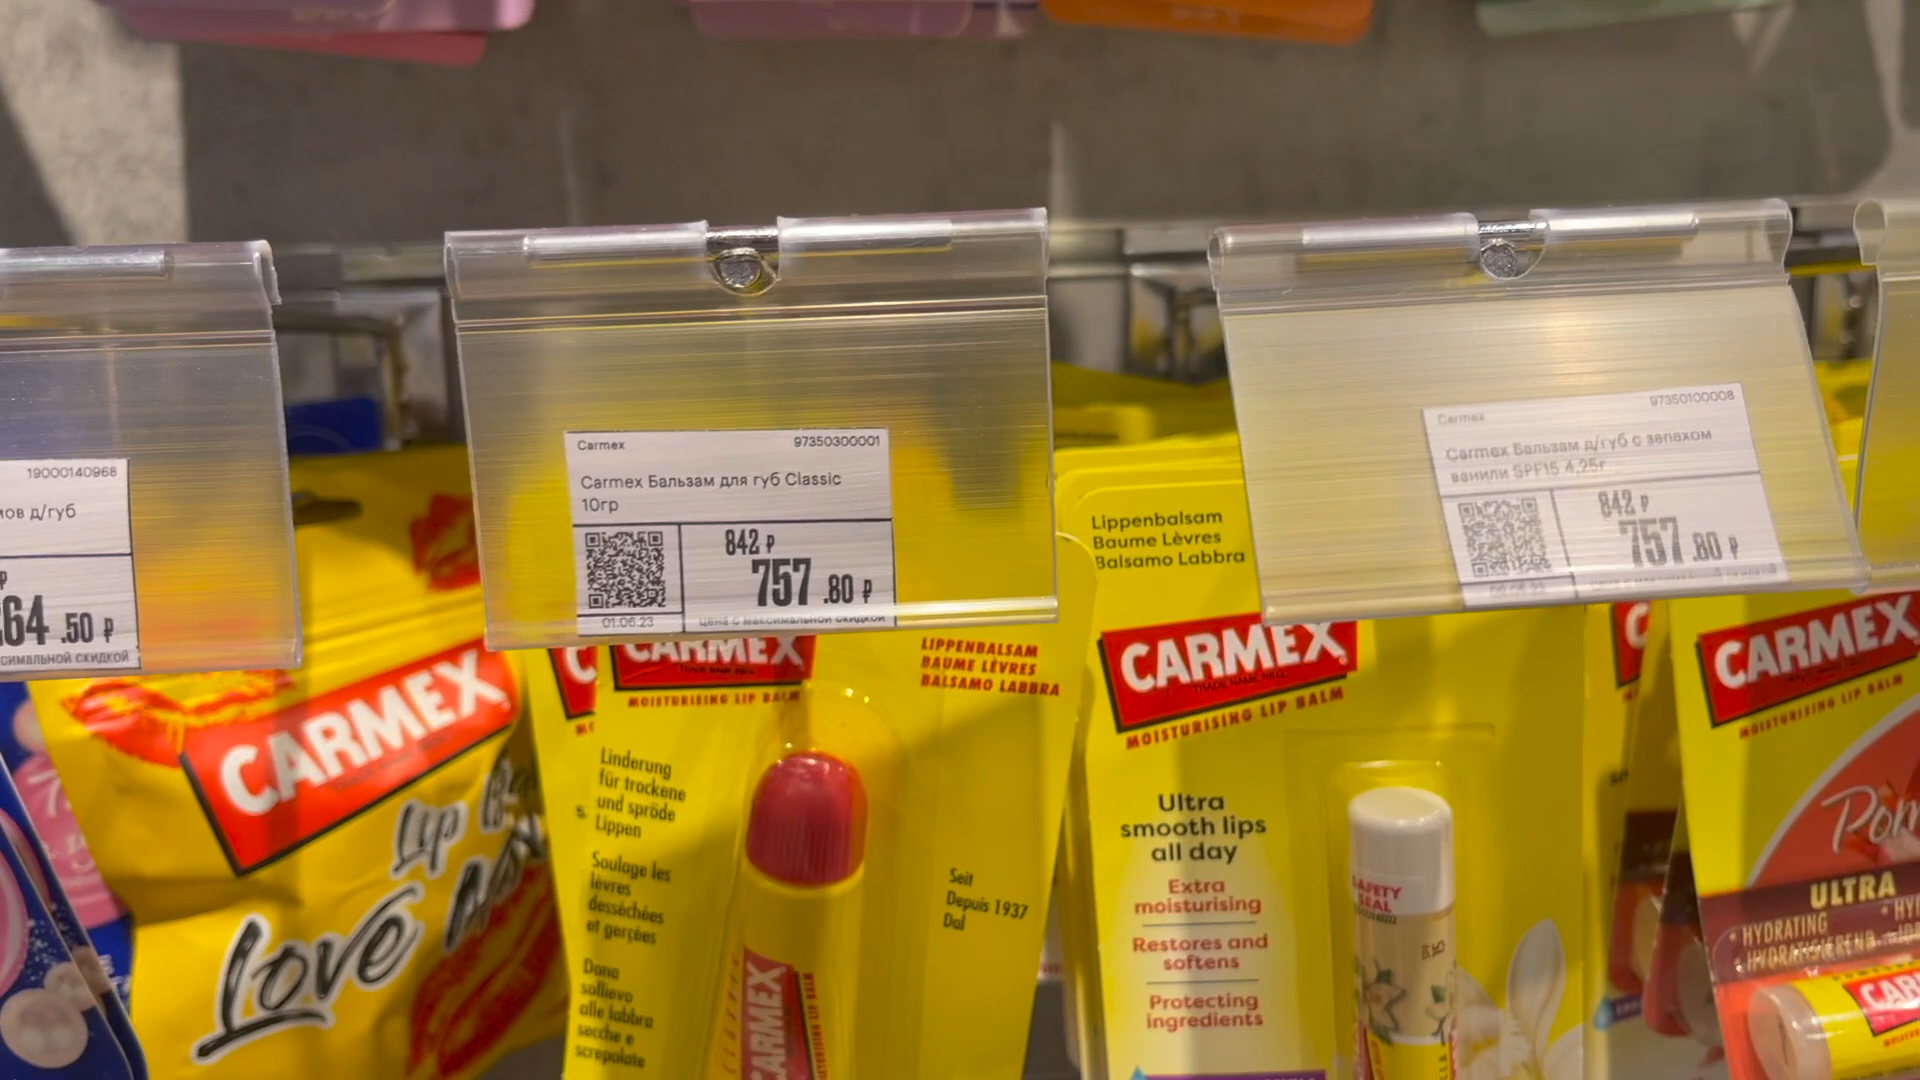 19000140968
мов д/губ
₽
264.50 ₽
симальной скидкой
Carmex 97350300001
Carmex Бальзам для губ Classic
10гр
842 ₽
757.80 ₽
01.06.23 цена с максимальной скидкой
Carmex 97350100008
Carmex Бальзам д/губ с запахом
ванили SPF15 4,25г
842 ₽
757.80 ₽
CARMEX
Lip
Love
CARMEX
MOISTURISING LIP BALM
LIPPENBALSAM
BAUME LÈVRES
BALSAMO LABBRA
Linderung
für trockene
und spröde
Lippen
Soulage les
lèvres
desséchées
et gerçées
Dona
sollievo
alle labbra
secche e
screpolate
Seit
Depuis 1937
Dal
CARMEX
Lippenbalsam
Baume Lèvres
Balsamo Labbra
CARMEX
MOISTURISING LIP BALM
Ultra
smooth lips
all day
Extra
moisturising
Restores and
softens
Protecting
ingredients
SAFETY
SEAL
C
CARMEX
MOISTURISING LIP BALM
Pom
ULTRA
• HYDRATING
CAR